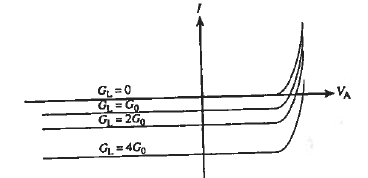 I
V_A
G_L = 0
G_L = G_0
G_L = 2G_0
G_L = 4G_0